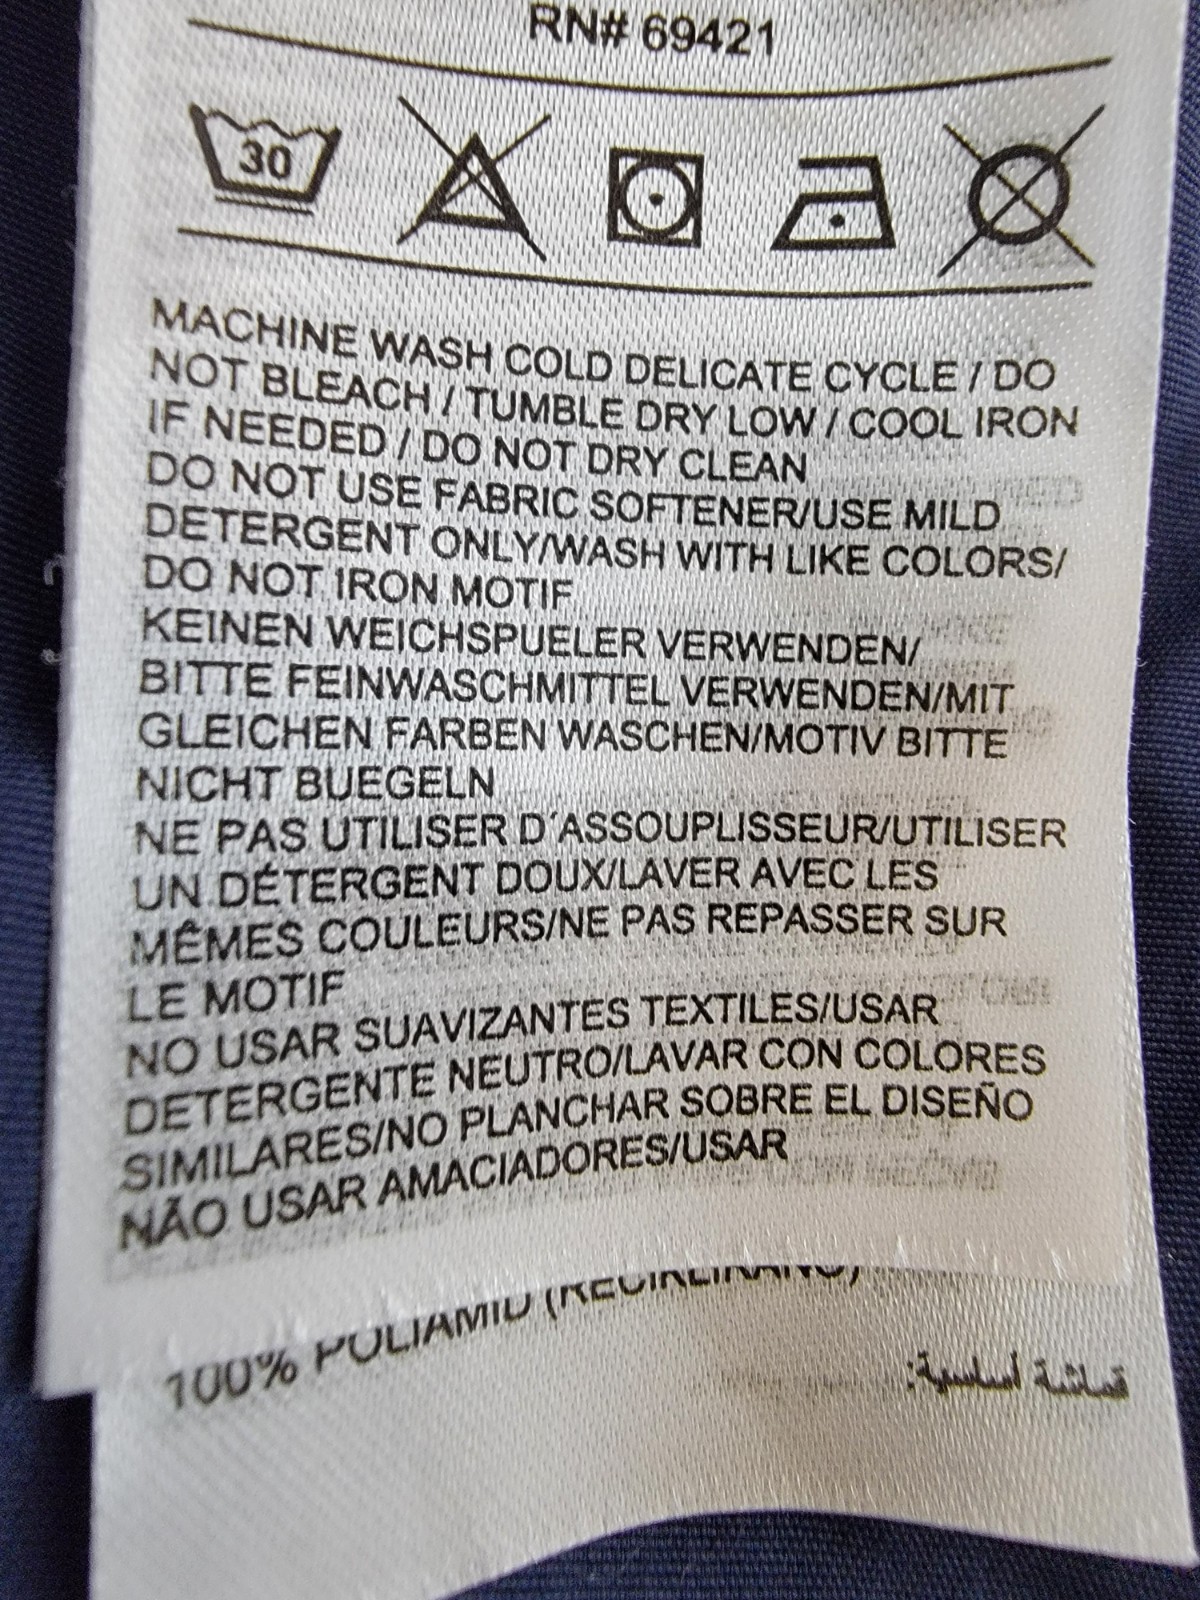 RN# 69421
30
MACHINE WASH COLD DELICATE CYCLE / DO
NOT BLEACH / TUMBLE DRY LOW / COOL IRON
IF NEEDED / DO NOT DRY CLEAN
DO NOT USE FABRIC SOFTENER/USE MILD
DETERGENT ONLY/WASH WITH LIKE COLORS/
DO NOT IRON MOTIF
KEINEN WEICHSPUELER VERWENDEN/
BITTE FEINWASCHMITTEL VERWENDEN/MIT
GLEICHEN FARBEN WASCHEN/MOTIV BITTE
NICHT BUEGELN
NE PAS UTILISER D´ASSOUPLISSEUR/UTILISER
UN DÉTERGENT DOUX/LAVER AVEC LES
MÊMES COULEURS/NE PAS REPASSER SUR
LE MOTIF
NO USAR SUAVIZANTES TEXTILES/USAR
DETERGENTE NEUTRO/LAVAR CON COLORES
SIMILARES/NO PLANCHAR SOBRE EL DISEÑO
NÃO USAR AMACIADORES/USAR
100% POLIAMID (RECIKLIRANO)
قماشة أساسية: